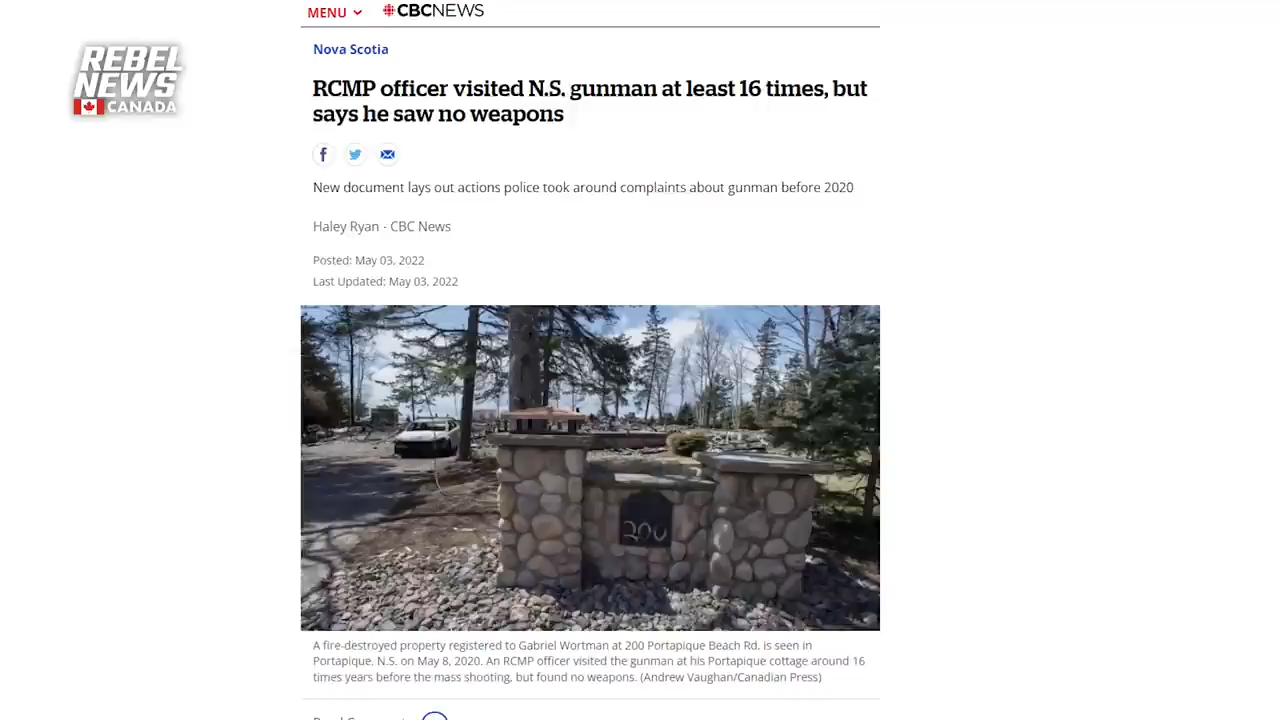 MENU
CBCNEWS
REBEL
NEWS
CANADA
Nova Scotia
RCMP officer visited N.S. gunman at least 16 times, but
says he saw no weapons
New document lays out actions police took around complaints about gunman before 2020
Haley Ryan - CBC News
Posted: May 03, 2022
Last Updated: May 03, 2022
200
A fire-destroyed property registered to Gabriel Wortman at 200 Portapique Beach Rd. is seen in
Portapique, N.S. on May 8, 2020. An RCMP officer visited the gunman at his Portapique cottage around 16
times years before the mass shooting, but found no weapons. (Andrew Vaughan/Canadian Press)